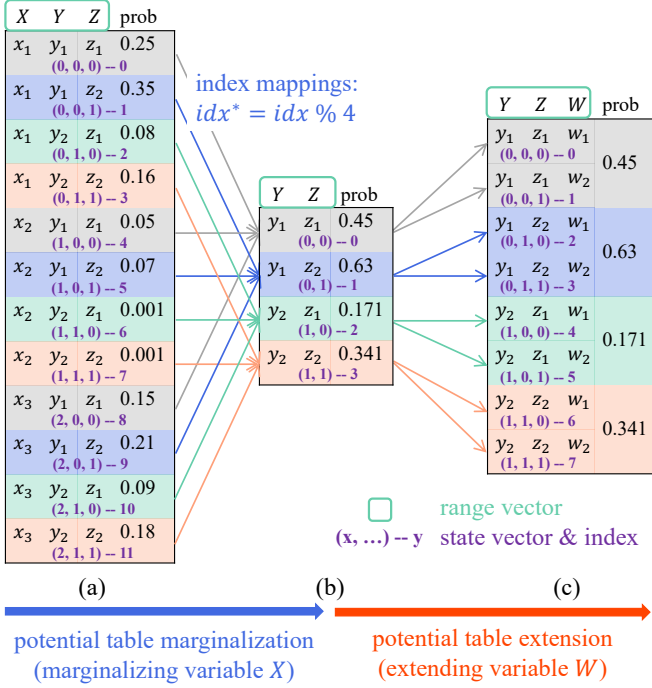 X Y Z prob
x₁ y₁ z₁ 0.25
(0, 0, 0) -- 0
x₁ y₁ z₂ 0.35
(0, 0, 1) -- 1
x₁ y₂ z₁ 0.08
(0, 1, 0) -- 2
x₁ y₂ z₂ 0.16
(0, 1, 1) -- 3
x₂ y₁ z₁ 0.05
(1, 0, 0) -- 4
x₂ y₁ z₂ 0.07
(1, 0, 1) -- 5
x₂ y₂ z₁ 0.001
(1, 1, 0) -- 6
x₂ y₂ z₂ 0.001
(1, 1, 1) -- 7
x₃ y₁ z₁ 0.15
(2, 0, 0) -- 8
x₃ y₁ z₂ 0.21
(2, 0, 1) -- 9
x₃ y₂ z₁ 0.09
(2, 1, 0) -- 10
x₃ y₂ z₂ 0.18
(2, 1, 1) -- 11
index mappings:
idx* = idx % 4
Y Z prob
y₁ z₁ 0.45
(0, 0) -- 0
y₁ z₂ 0.63
(0, 1) -- 1
y₂ z₁ 0.171
(1, 0) -- 2
y₂ z₂ 0.341
(1, 1) -- 3
Y Z W prob
y₁ z₁ w₁
(0, 0, 0) -- 0
0.45
y₁ z₁ w₂
(0, 0, 1) -- 1
y₁ z₂ w₁
(0, 1, 0) -- 2
0.63
y₁ z₂ w₂
(0, 1, 1) -- 3
y₂ z₁ w₁
(1, 0, 0) -- 4
0.171
y₂ z₁ w₂
(1, 0, 1) -- 5
y₂ z₂ w₁
(1, 1, 0) -- 6
0.341
y₂ z₂ w₂
(1, 1, 1) -- 7
range vector
(x, ...) -- y state vector & index
(a) (b) (c)
potential table marginalization
(marginalizing variable X)
potential table extension
(extending variable W)